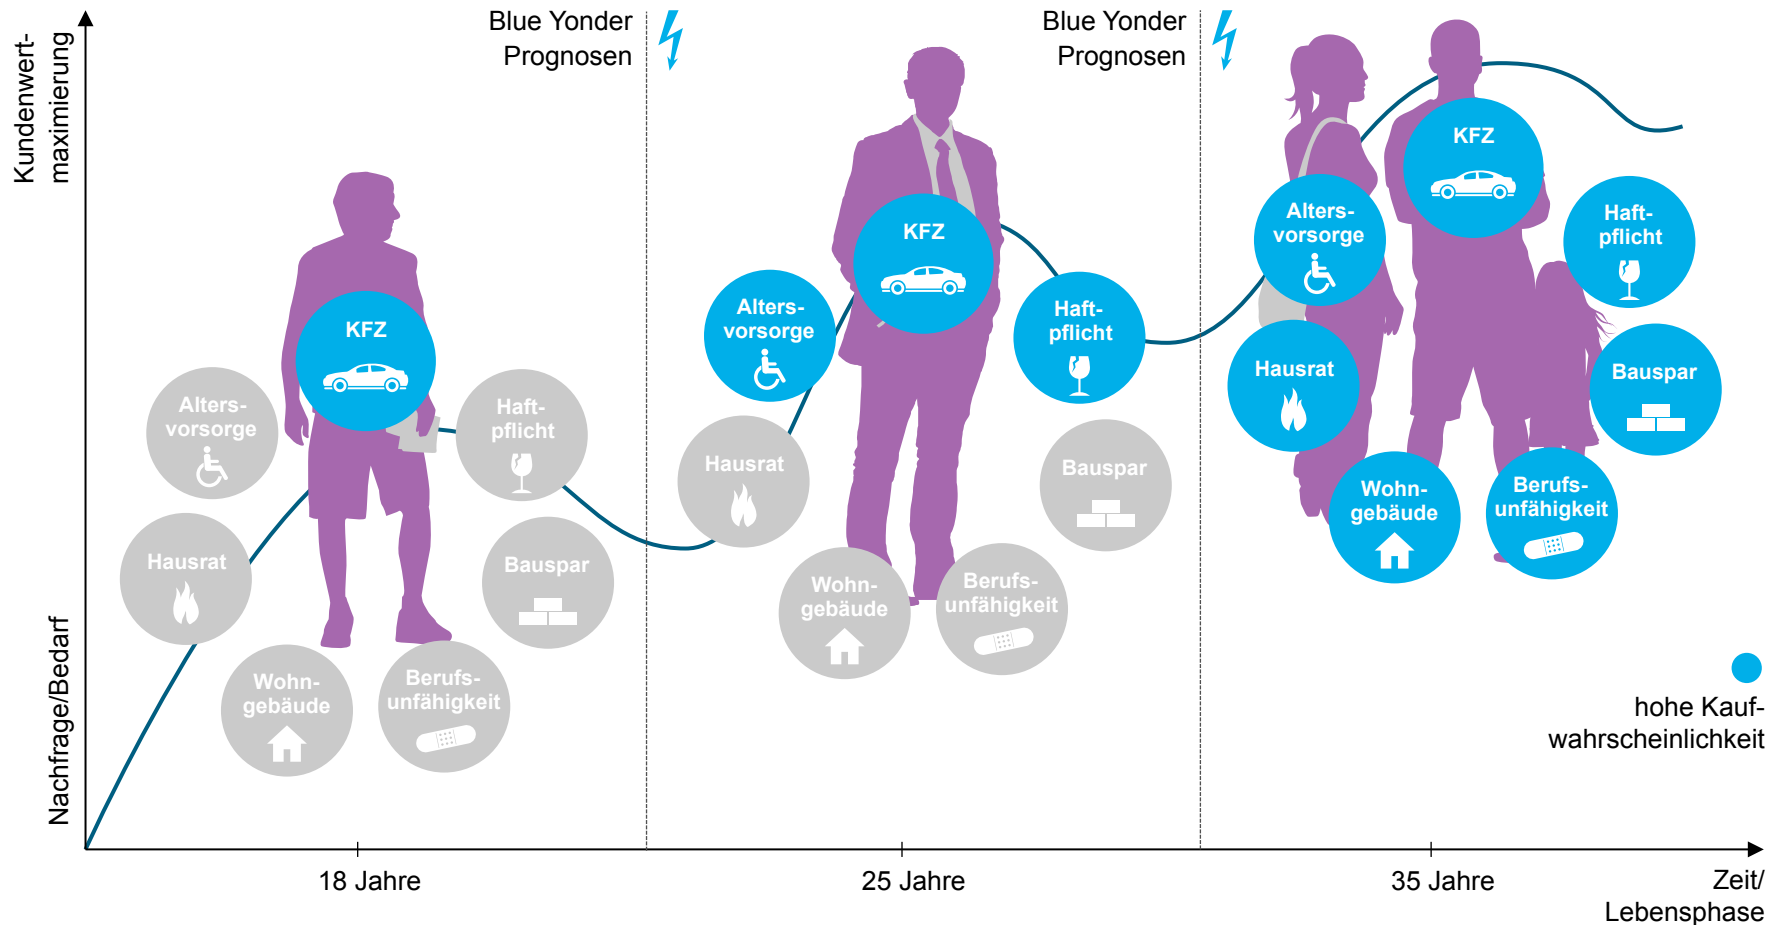 Kundenwert-
maximierung
Nachfrage/Bedarf
Blue Yonder
Prognosen
Blue Yonder
Prognosen
KFZ
Alters-
vorsorge
Haft-
pflicht
Hausrat
Bauspar
Wohn-
gebäude
Berufs-
unfähigkeit
KFZ
Alters-
vorsorge
Haft-
pflicht
Hausrat
Bauspar
Wohn-
gebäude
Berufs-
unfähigkeit
KFZ
Alters-
vorsorge
Haft-
pflicht
Hausrat
Bauspar
Wohn-
gebäude
Berufs-
unfähigkeit
hohe Kauf-
wahrscheinlichkeit
18 Jahre
25 Jahre
35 Jahre
Zeit/
Lebensphase